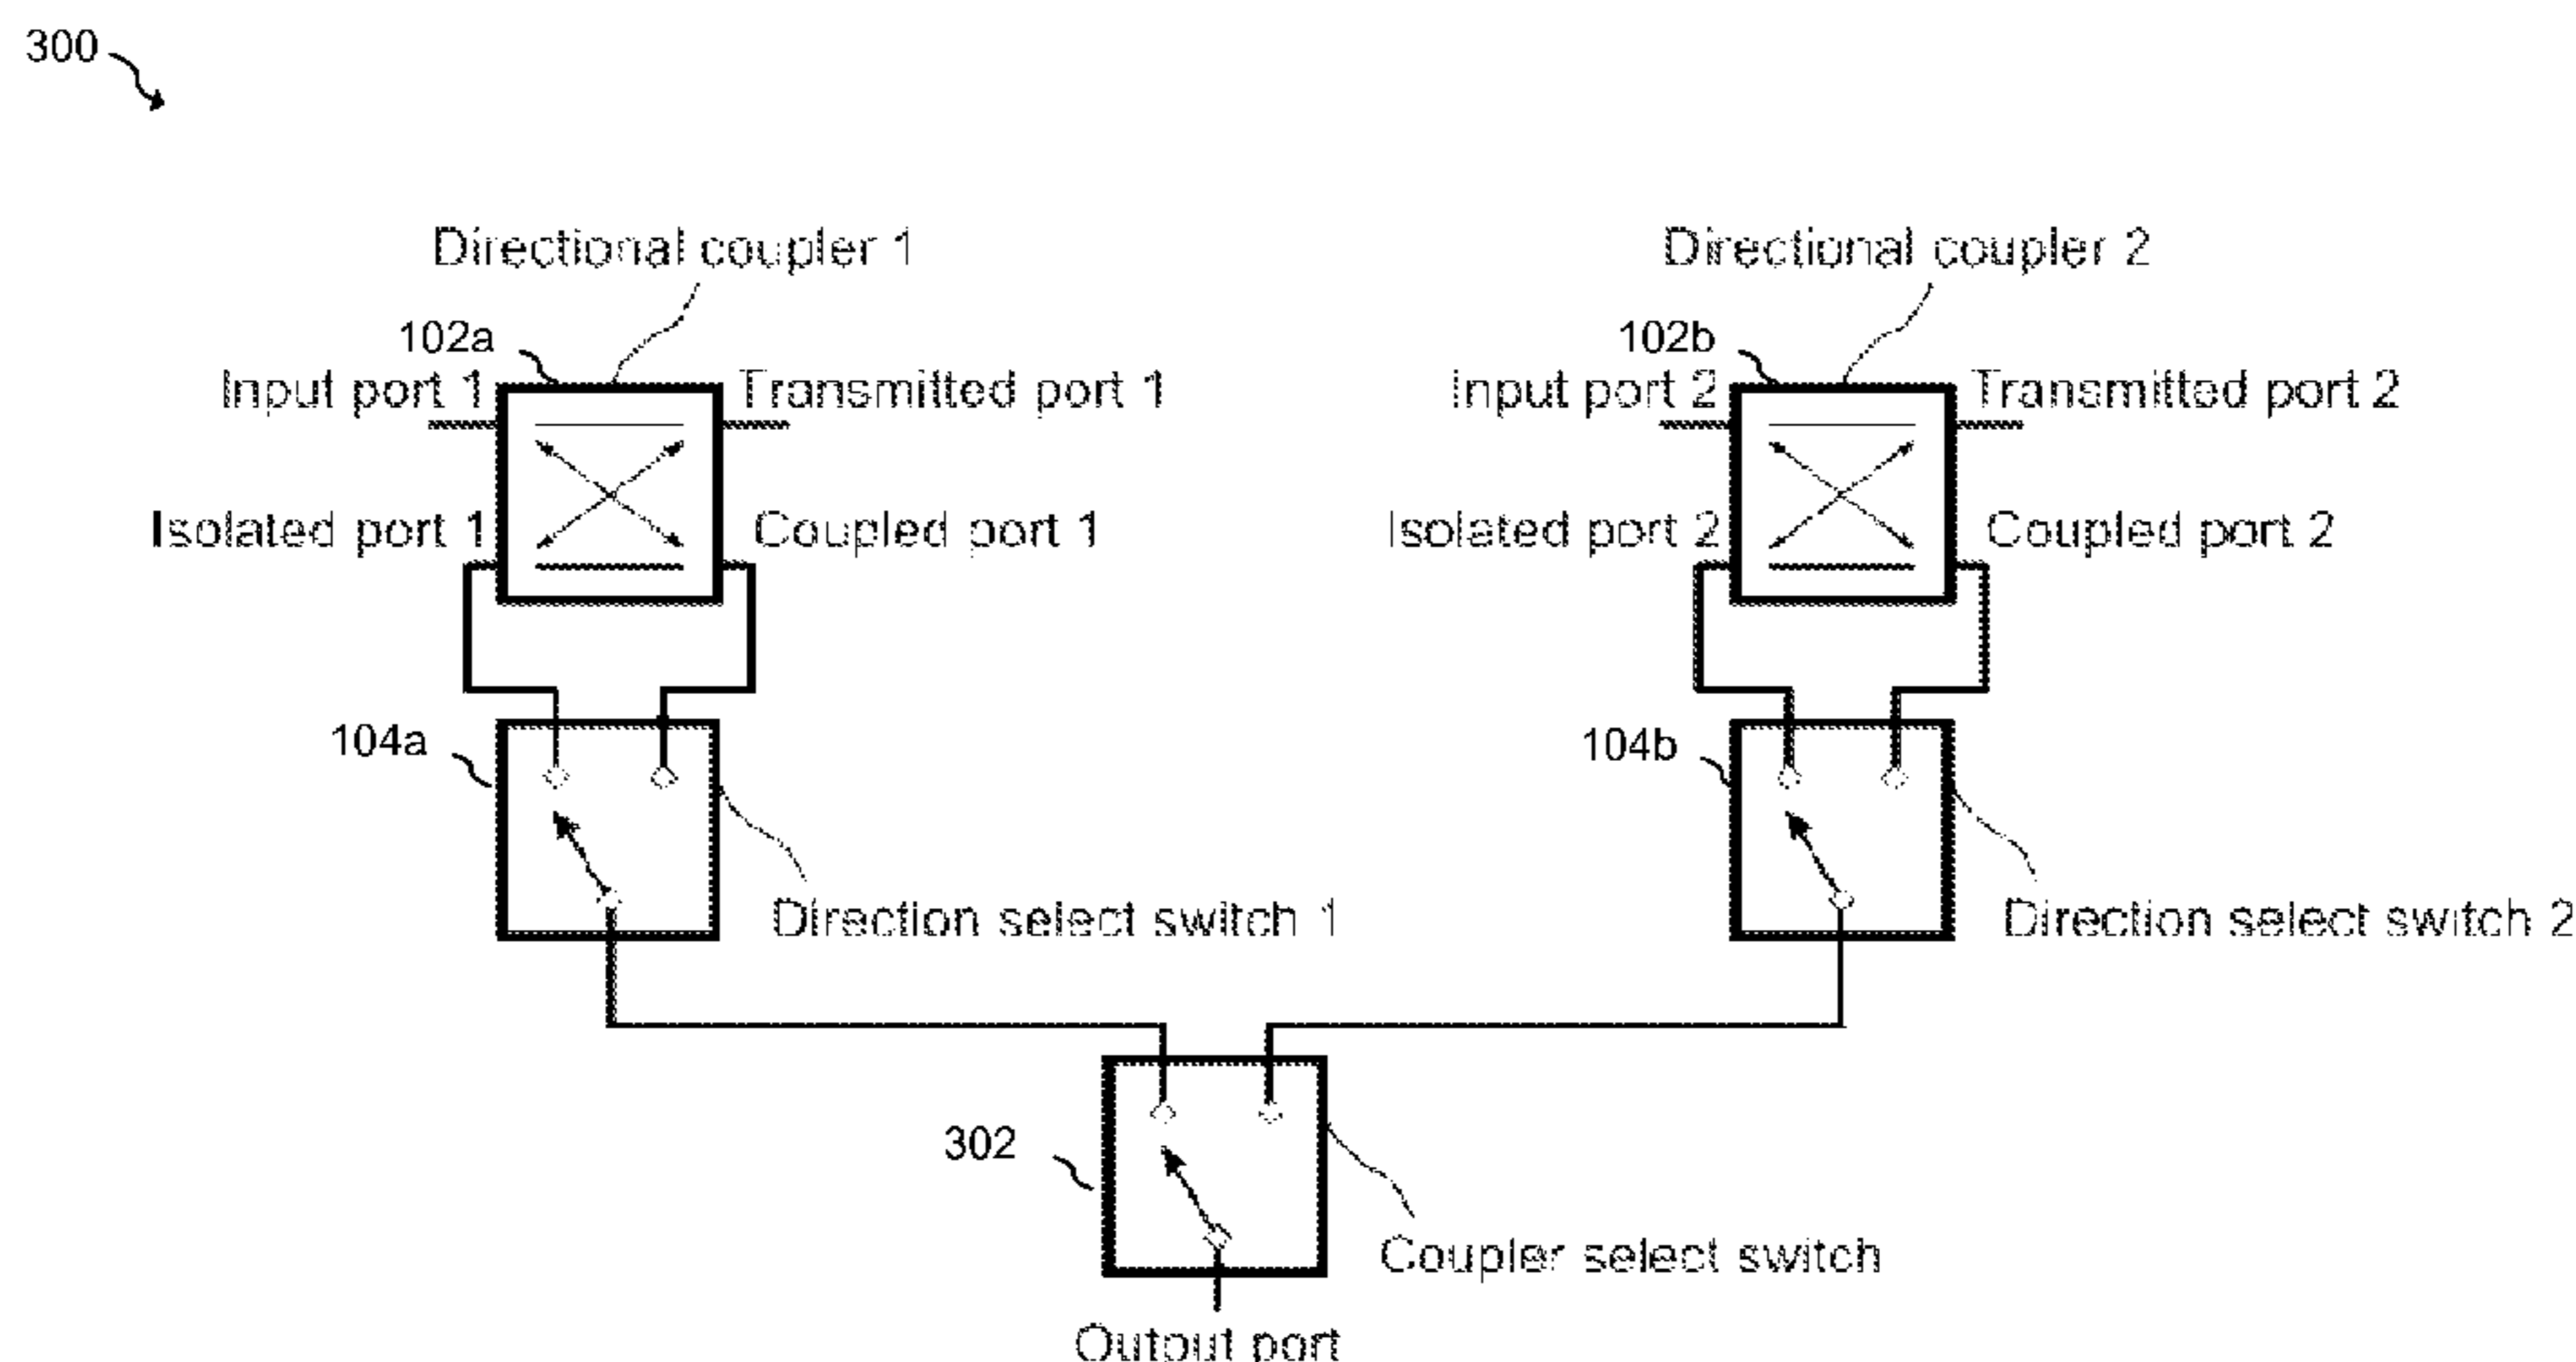 300
Directional coupler 1
Directional coupler 2
102a
102b
Input port 1
Transmitted port 1
Input port 2
Transmitted port 2
Isolated port 1
Coupled port 1
Isolated port 2
Coupled port 2
104a
104b
Direction select switch 1
Direction select switch 2
302
Coupler select switch
Output port